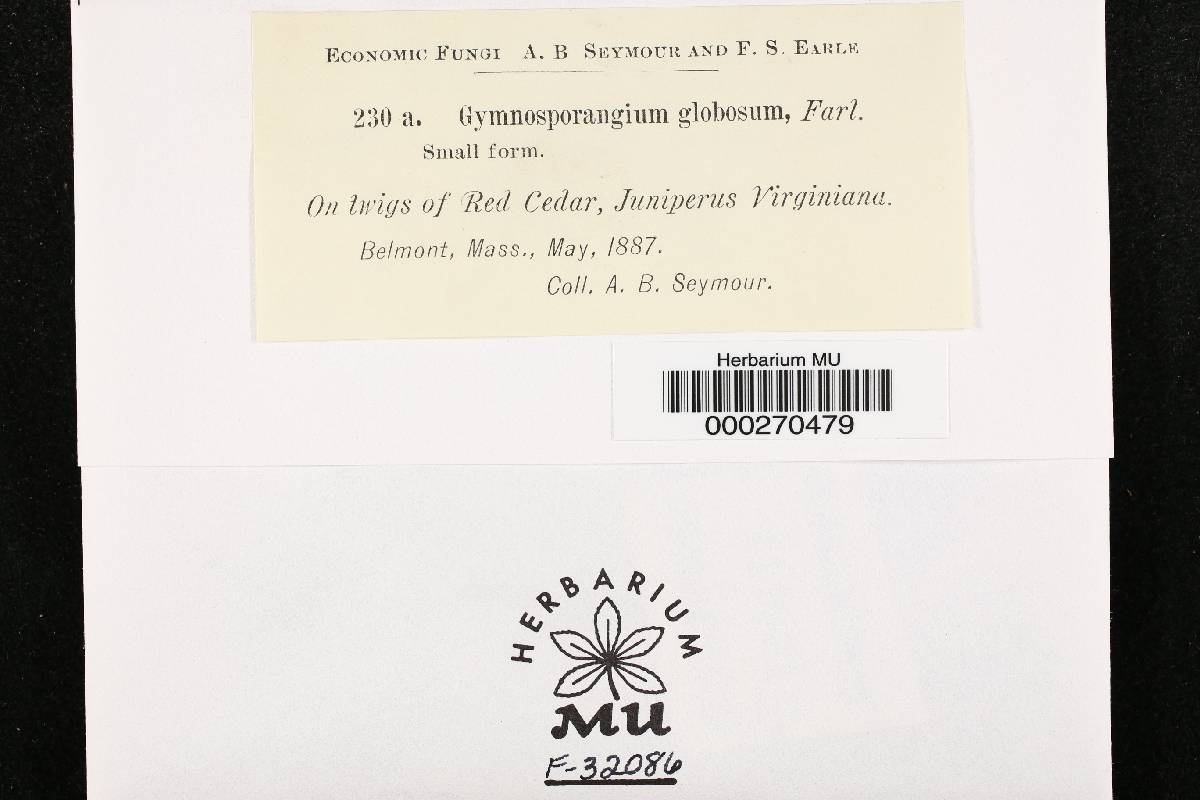 ECONOMIC FUNGI A. B SEYMOUR AND F. S. EARLE
230 a. Gymnosporangium globosum, Farl.
Small form.
On twigs of Red Cedar, Juniperus Virginiana.
Belmont, Mass., May, 1887.
Coll. A. B. Seymour.
Herbarium MU
000270479
HERBARIUM
MU
F-32086